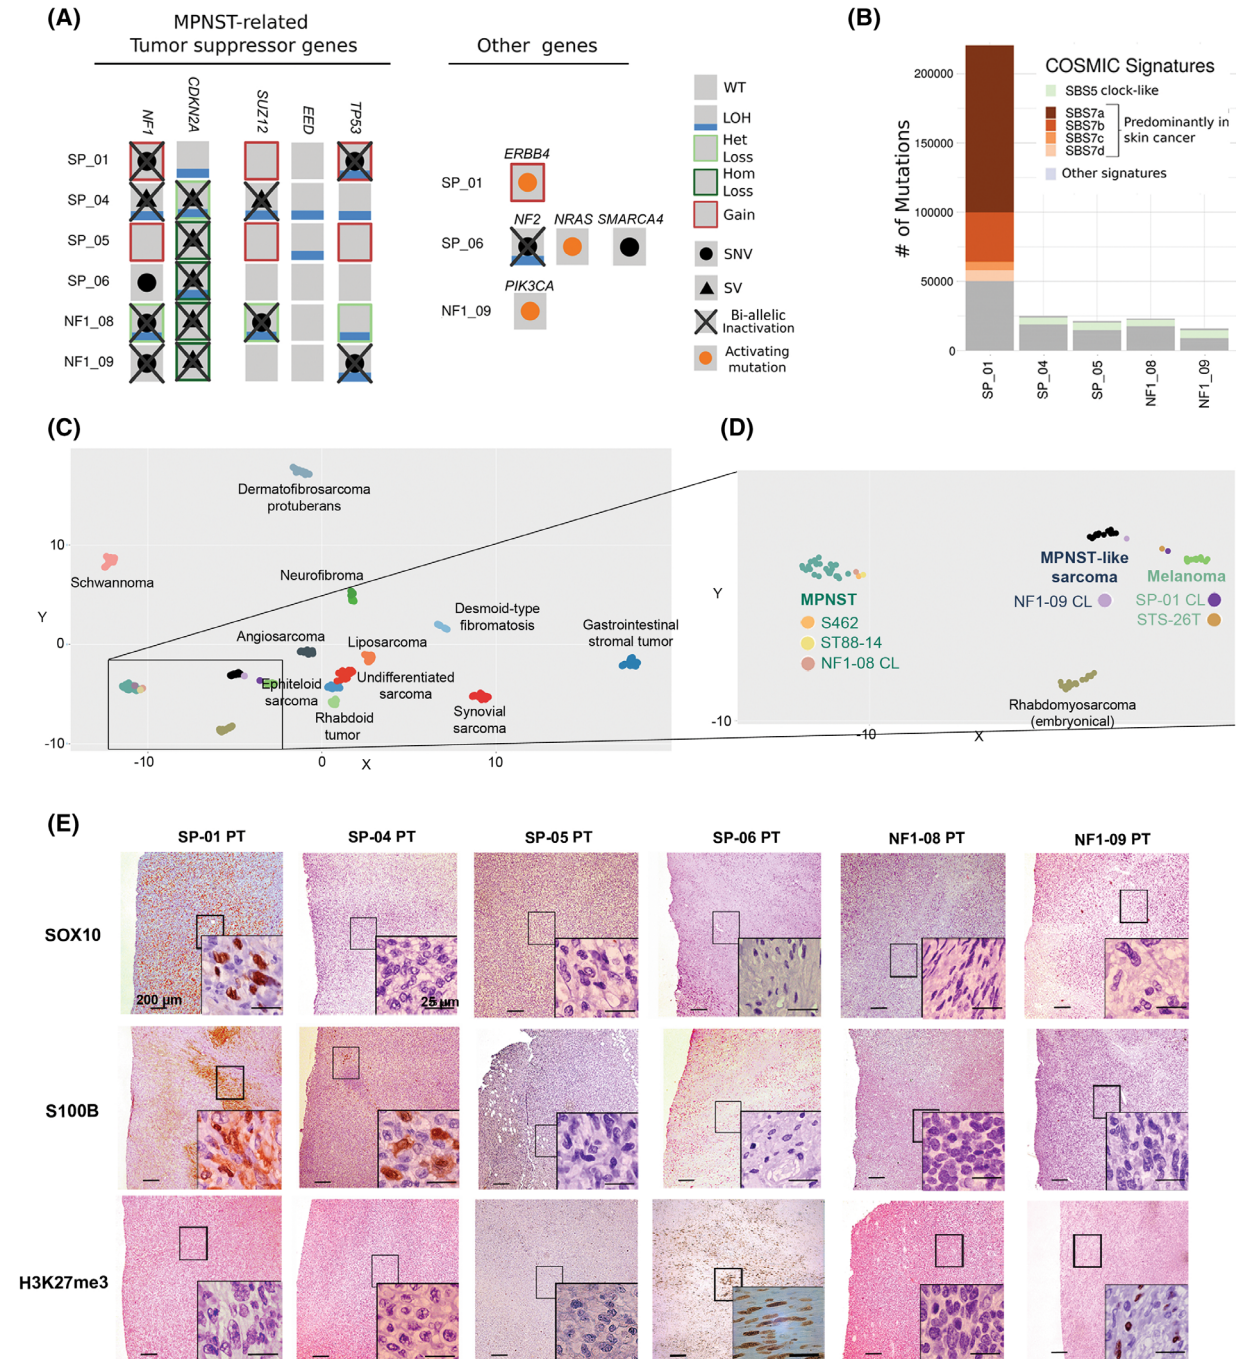 (A)
MPNST-related
Tumor suppressor genes
Other genes
NF1
CDKN2A
SUZ12
EED
TP53
SP_01
SP_04
SP_05
SP_06
NF1_08
NF1_09
ERBB4
SP_01
NF2 NRAS SMARCA4
SP_06
PIK3CA
NF1_09
WT
LOH
Het
Loss
Hom
Loss
Gain
SNV
SV
Bi-allelic
Inactivation
Activating
mutation
(B)
# of Mutations
200000
150000
100000
50000
0
COSMIC Signatures
SBS5 clock-like
SBS7a
SBS7b
SBS7c
SBS7d
Predominantly in
skin cancer
Other signatures
SP_01
SP_04
SP_05
NF1_08
NF1_09
(C)
Dermatofibrosarcoma
protuberans
Schwannoma
Neurofibroma
Desmoid-type
fibromatosis
Angiosarcoma
Liposarcoma
Gastrointestinal
stromal tumor
Undifferentiated
sarcoma
Ephiteloid
sarcoma
Rhabdoid
tumor
Synovial
sarcoma
Y
10
0
-10
-10
0
10
X
(D)
MPNST
S462
ST88-14
NF1-08 CL
MPNST-like
sarcoma
NF1-09 CL
Melanoma
SP-01 CL
STS-26T
Rhabdomyosarcoma
(embryonical)
Y
-10
-10
X
(E)
SP-01 PT
SP-04 PT
SP-05 PT
SP-06 PT
NF1-08 PT
NF1-09 PT
SOX10
200 μm
25 μm
S100B
H3K27me3